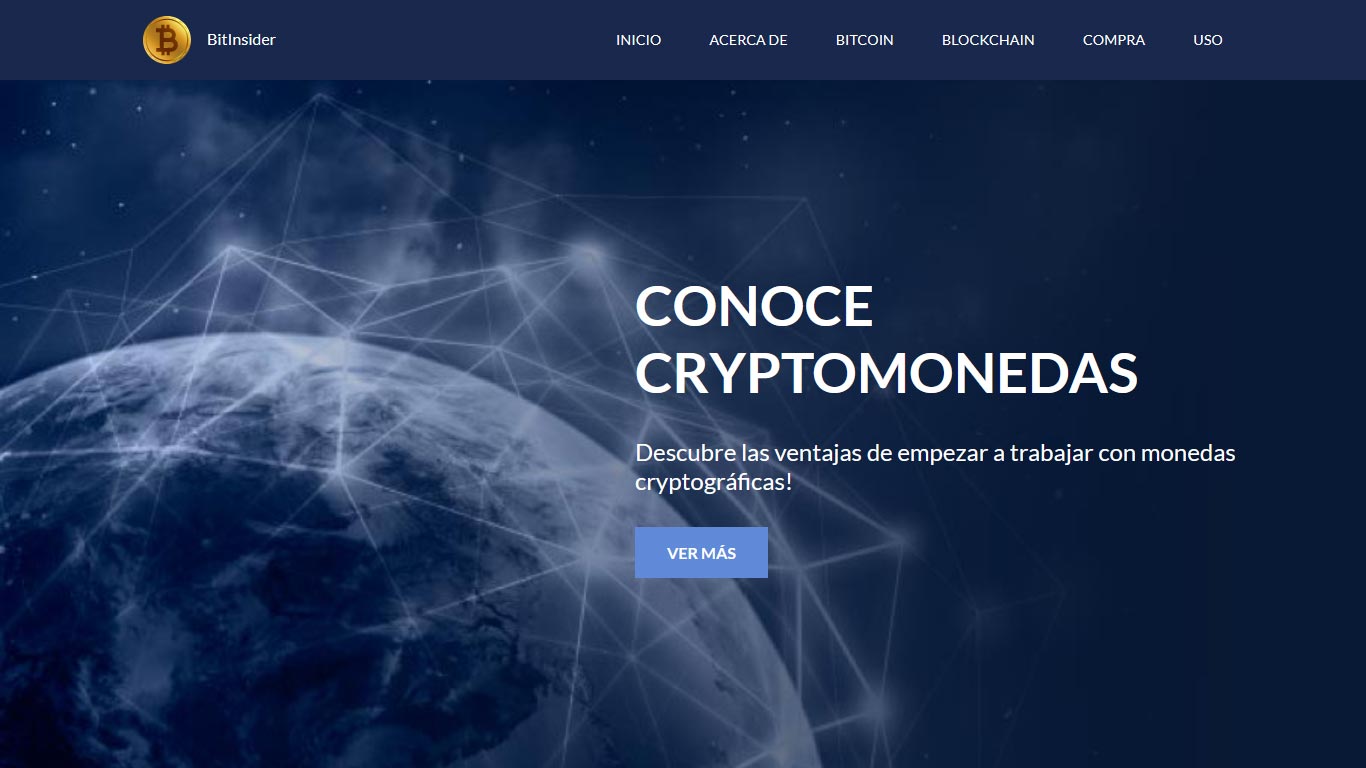 BitInsider
INICIO
ACERCA DE
BITCOIN
BLOCKCHAIN
COMPRA
USO
CONOCE
CRYPTOMONEDAS
Descubre las ventajas de empezar a trabajar con monedas
cryptográficas!
VER MÁS